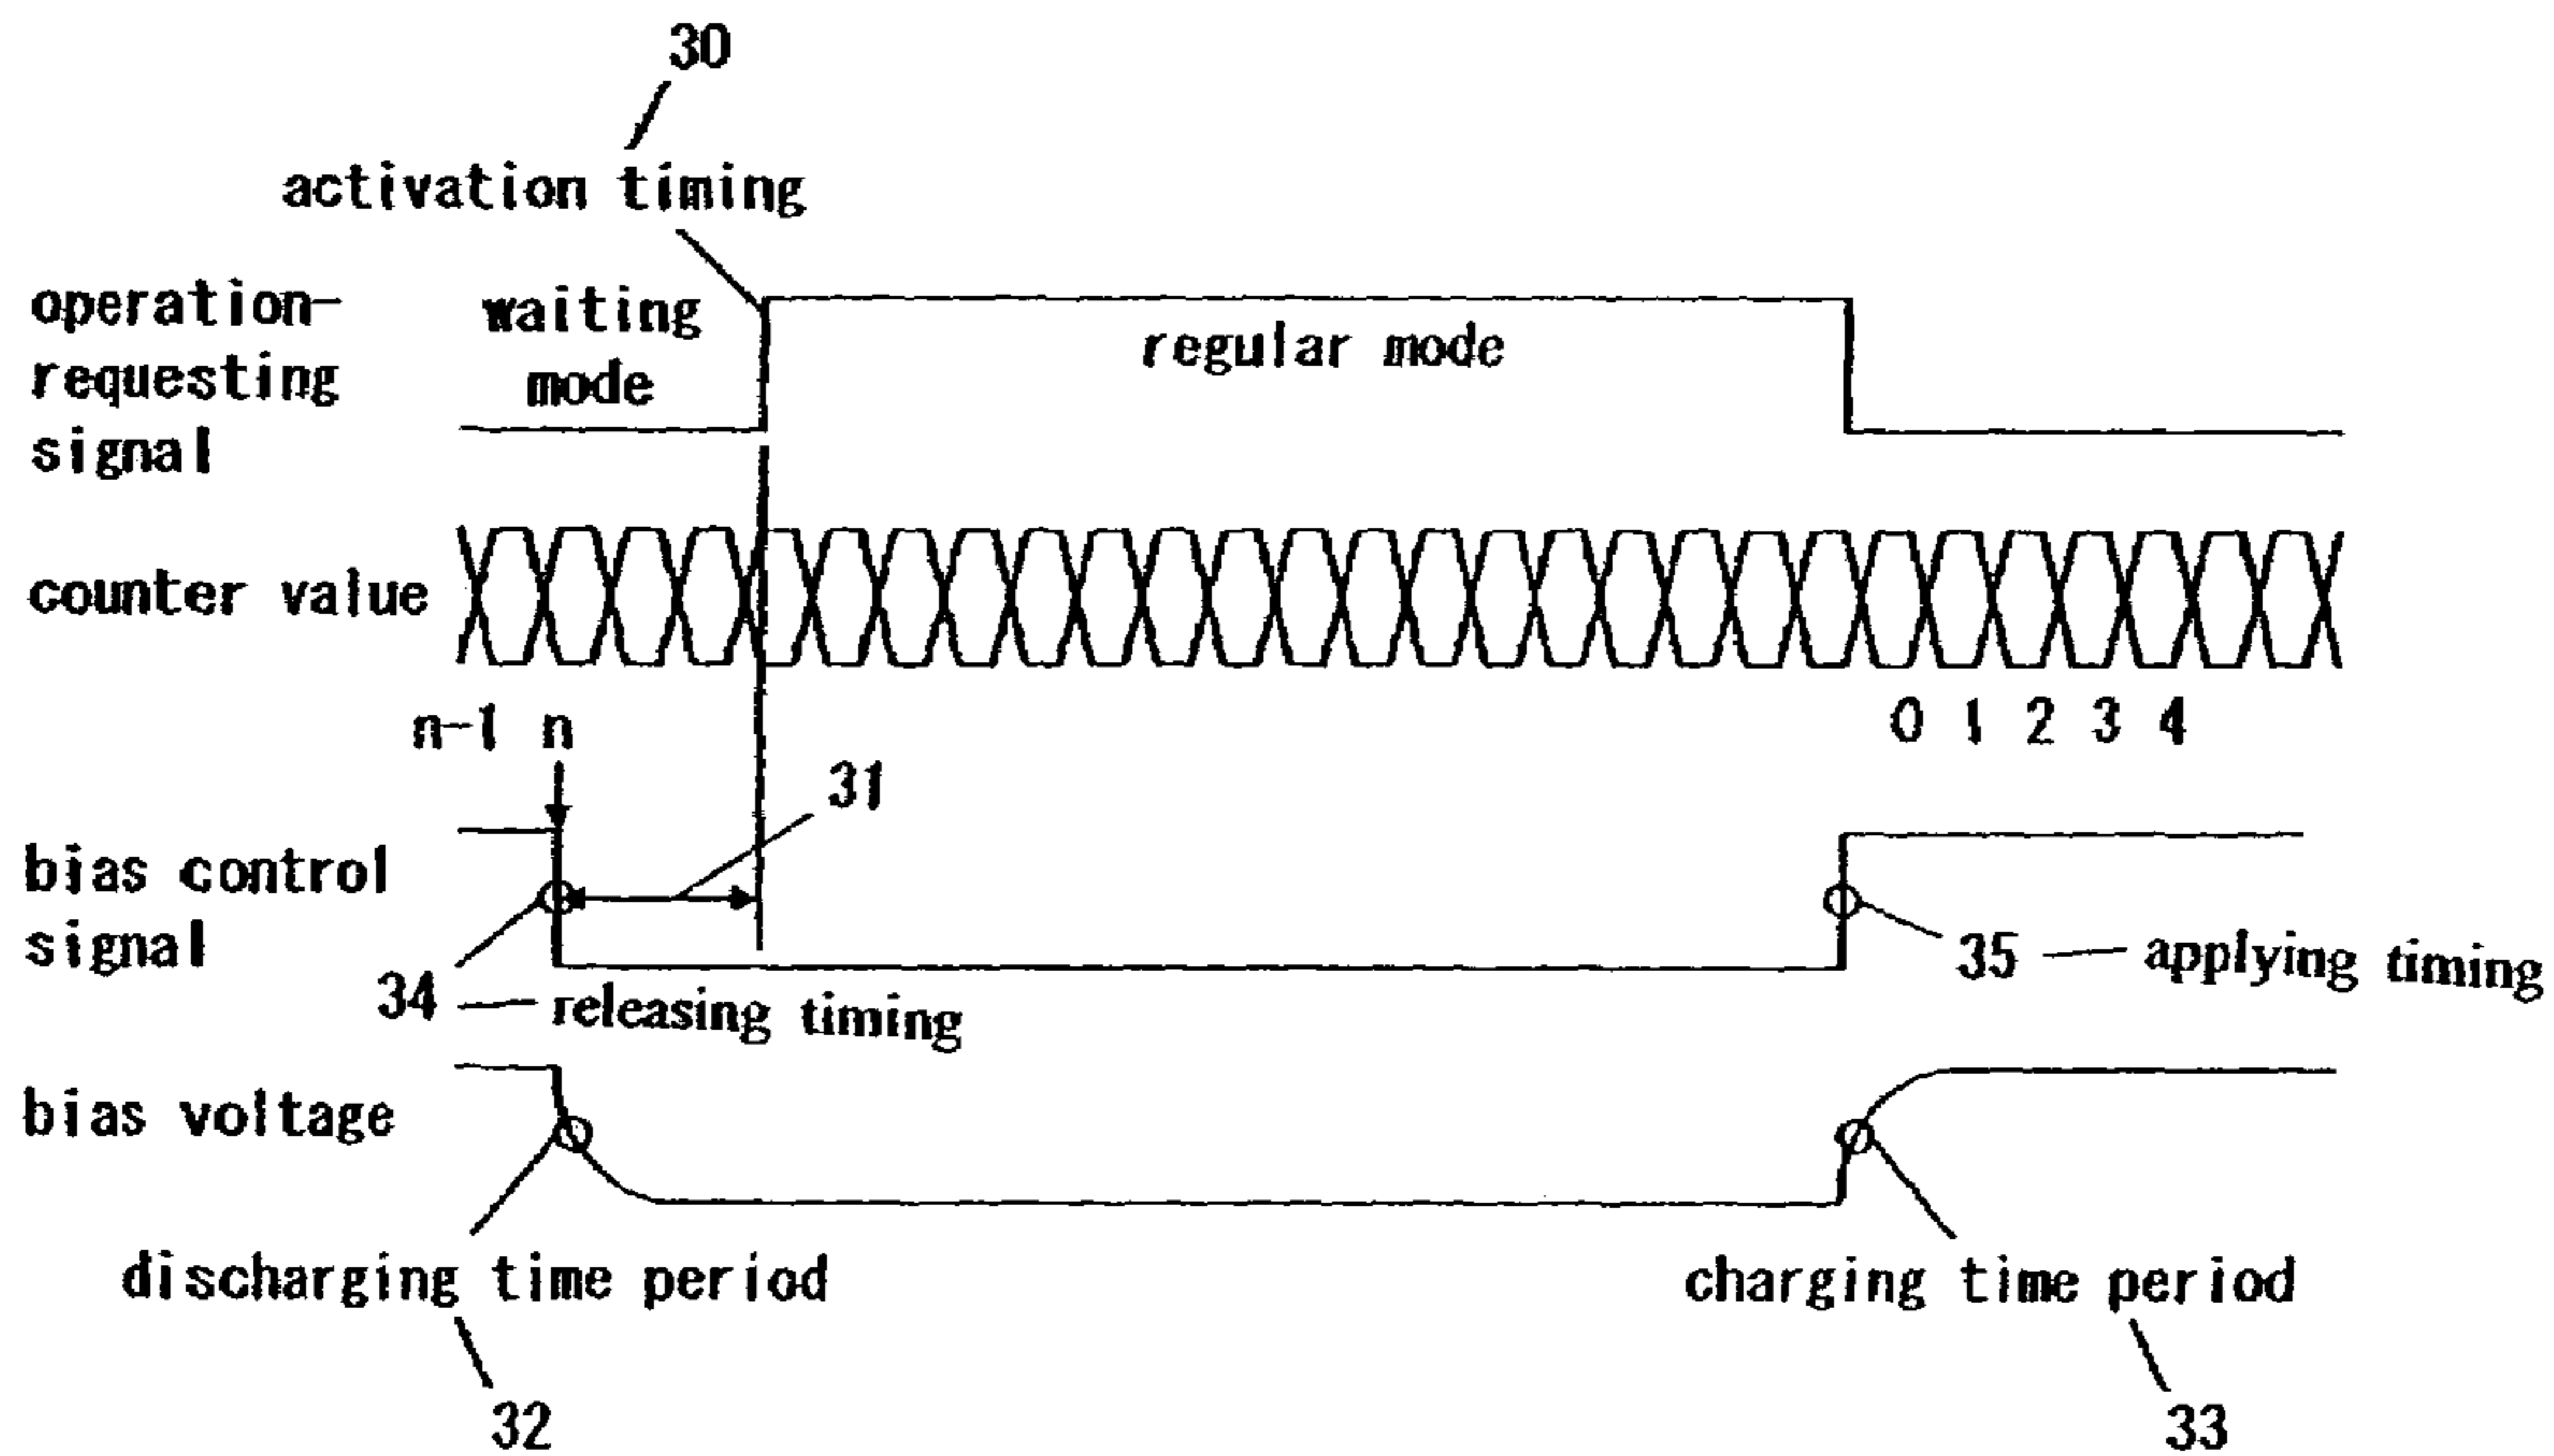 30
activation timing
operation-
requesting
signal
waiting
mode
regular mode
counter value
n-1 n
0 1 2 3 4
31
bias control
signal
34 releasing timing
35 applying timing
bias voltage
discharging time period
32
charging time period
33